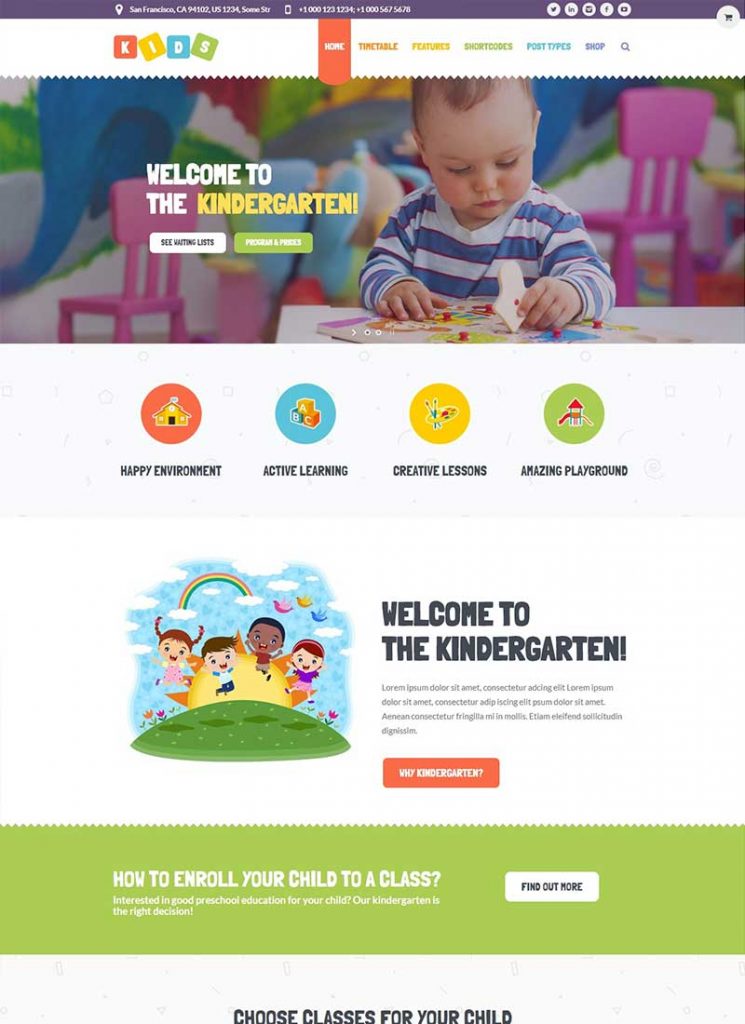 San Francisco, CA 94102, US 1234, Some Str +1 000 123 1234; +1 000 567 5678
KIDS
HOME TIMETABLE FEATURES SHORTCODES POST TYPES SHOP
WELCOME TO
THE KINDERGARTEN!
SEE WAITING LISTS PROGRAM & PRICES
A
B C
HAPPY ENVIRONMENT ACTIVE LEARNING CREATIVE LESSONS AMAZING PLAYGROUND
WELCOME TO
THE KINDERGARTEN!
Lorem ipsum dolor sit amet, consectetur adcing elit Lorem ipsum
dolor sit amet, consectetur adip iscing elit ipsum dolor sit amet.
Aenean consectetur fringilla mi in mollis. Etiam eleifend sollicitudin
dignissim.
WHY KINDERGARTEN?
HOW TO ENROLL YOUR CHILD TO A CLASS?
Interested in good preschool education for your child? Our kindergarten is
the right decision!
FIND OUT MORE
CHOOSE CLASSES FOR YOUR CHILD